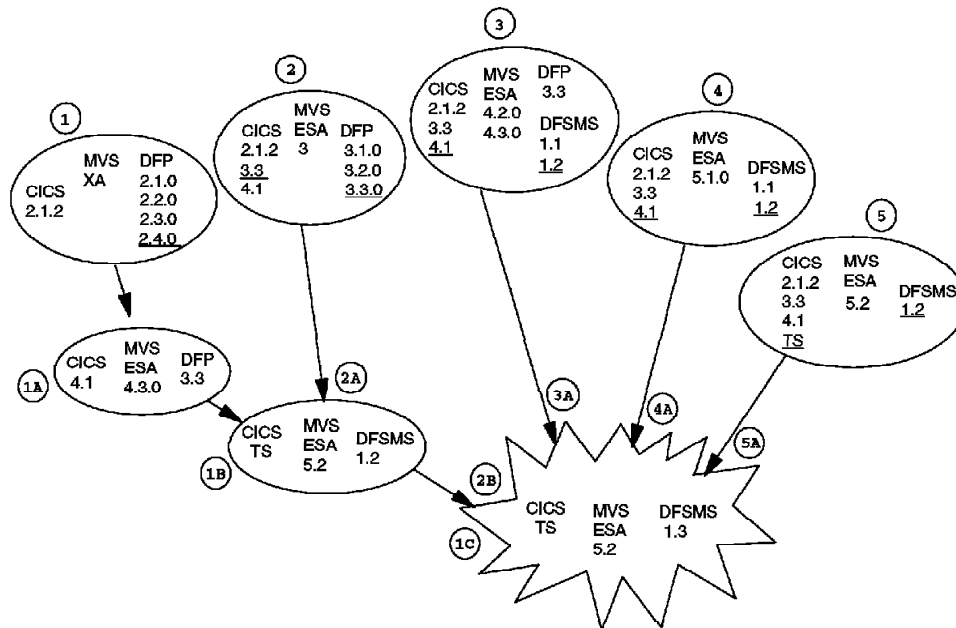 3
2
4
1
5
CICS
2.1.2
MVS
XA
DFP
2.1.0
2.2.0
2.3.0
2.4.0
CICS
2.1.2
3.3
4.1
MVS
ESA
3
DFP
3.1.0
3.2.0
3.3.0
CICS
2.1.2
3.3
4.1
MVS
ESA
4.2.0
4.3.0
DFP
3.3
DFSMS
1.1
1.2
CICS
2.1.2
3.3
4.1
MVS
ESA
5.1.0
DFSMS
1.1
1.2
CICS
2.1.2
3.3
4.1
TS
MVS
ESA
5.2
DFSMS
1.2
1A
CICS
4.1
MVS
ESA
4.3.0
DFP
3.3
2A
1B
CICS
TS
MVS
ESA
5.2
DFSMS
1.2
3A
4A
5A
2B
1C
CICS
TS
MVS
ESA
5.2
DFSMS
1.3